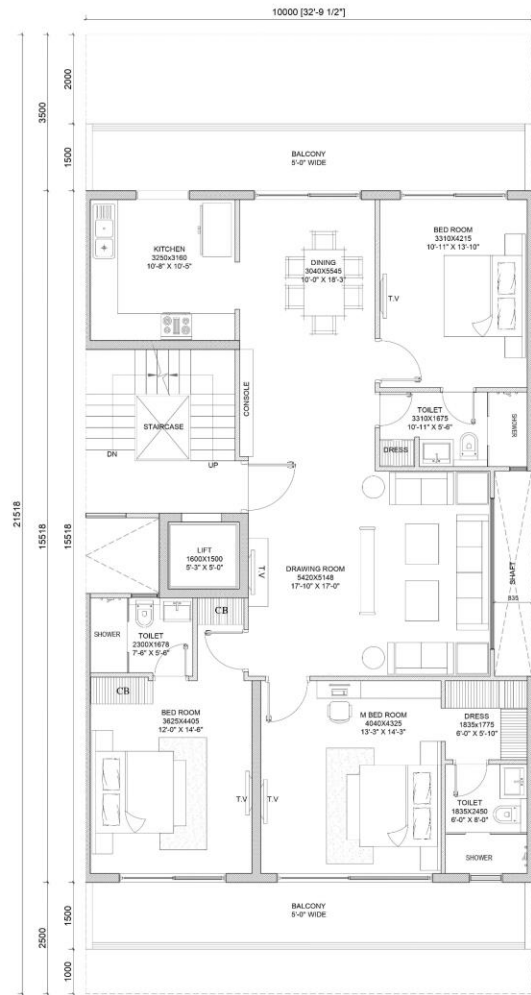 10000 [32'-9 1/2"]
2000
3500
1500
BALCONY
5'-0" WIDE
KITCHEN
3250x3160
10'-8" X 10'-5"
DINING
3040X5545
10'-0" X 18'-3"
BED ROOM
3310X4215
10'-11" X 13'-10"
T.V
CONSOLE
STAIRCASE
DN
UP
TOILET
3310X1675
10'-11" X 5'-6"
SHOWER
DRESS
21518
15518
15518
LIFT
1600X1500
5'-3" X 5'-0"
T.V
DRAWING ROOM
5420X5148
17'-10" X 17'-0"
SHAFT
835
CB
SHOWER
TOILET
2300X1678
7'-6" X 5'-6"
CB
BED ROOM
3625X4405
12'-0" X 14'-6"
T.V
T.V
M BED ROOM
4040X4325
13'-3" X 14'-3"
DRESS
1835x1775
6'-0" X 5'-10"
TOILET
1835X2450
6'-0" X 8'-0"
SHOWER
1500
2500
1000
BALCONY
5'-0" WIDE